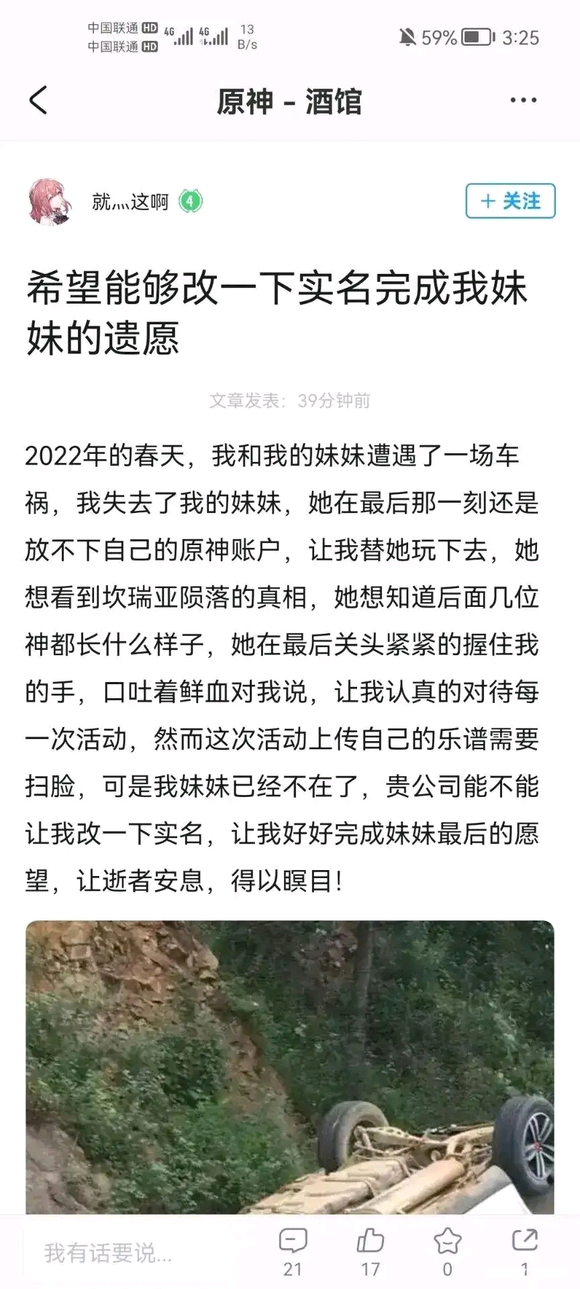 中国联通 HD 4G 4G 13 59% 3:25
中国联通 HD B/s
原神 - 酒馆
就灬这啊 4 + 关注
希望能够改一下实名完成我妹
妹的遗愿
文章发表：39分钟前
2022年的春天，我和我的妹妹遭遇了一场车
祸，我失去了我的妹妹，她在最后那一刻还是
放不下自己的原神账户，让我替她玩下去，她
想看到坎瑞亚陨落的真相，她想知道后面几位
神都长什么样子，她在最后关头紧紧的握住我
的手，口吐着鲜血对我说，让我认真的对待每
一次活动，然而这次活动上传自己的乐谱需要
扫脸，可是我妹妹已经不在了，贵公司能不能
让我改一下实名，让我好好完成妹妹最后的愿
望，让逝者安息，得以瞑目！
我有话要说... 21 17 0 1